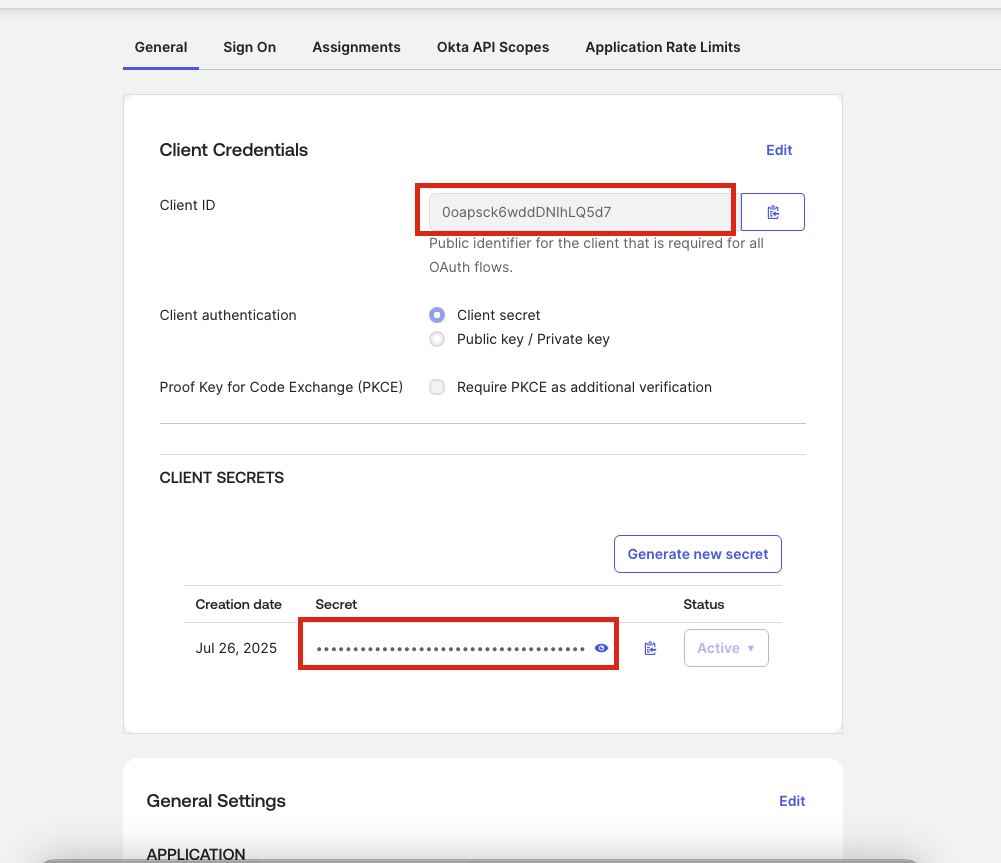 General Sign On Assignments Okta API Scopes Application Rate Limits
Client Credentials Edit
Client ID 0oapsck6wddDNIhLQ5d7
Public identifier for the client that is required for all
OAuth flows.
Client authentication Client secret
Public key / Private key
Proof Key for Code Exchange (PKCE) Require PKCE as additional verification
CLIENT SECRETS
Generate new secret
Creation date Secret Status
Jul 26, 2025 ••••••••••••••••••••••••••••••••••••• Active ▼
General Settings Edit
APPLICATION